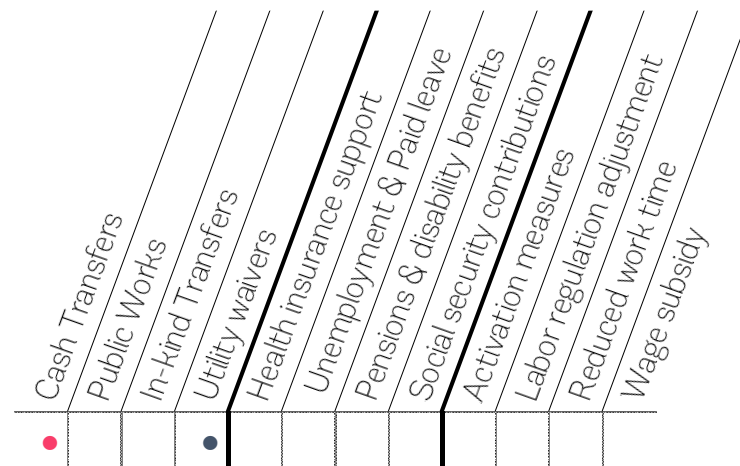 Cash Transfers
Public Works
In-kind Transfers
Utility waivers
Health insurance support
Unemployment & Paid leave
Pensions & disability benefits
Social security contributions
Activation measures
Labor regulation adjustment
Reduced work time
Wage subsidy